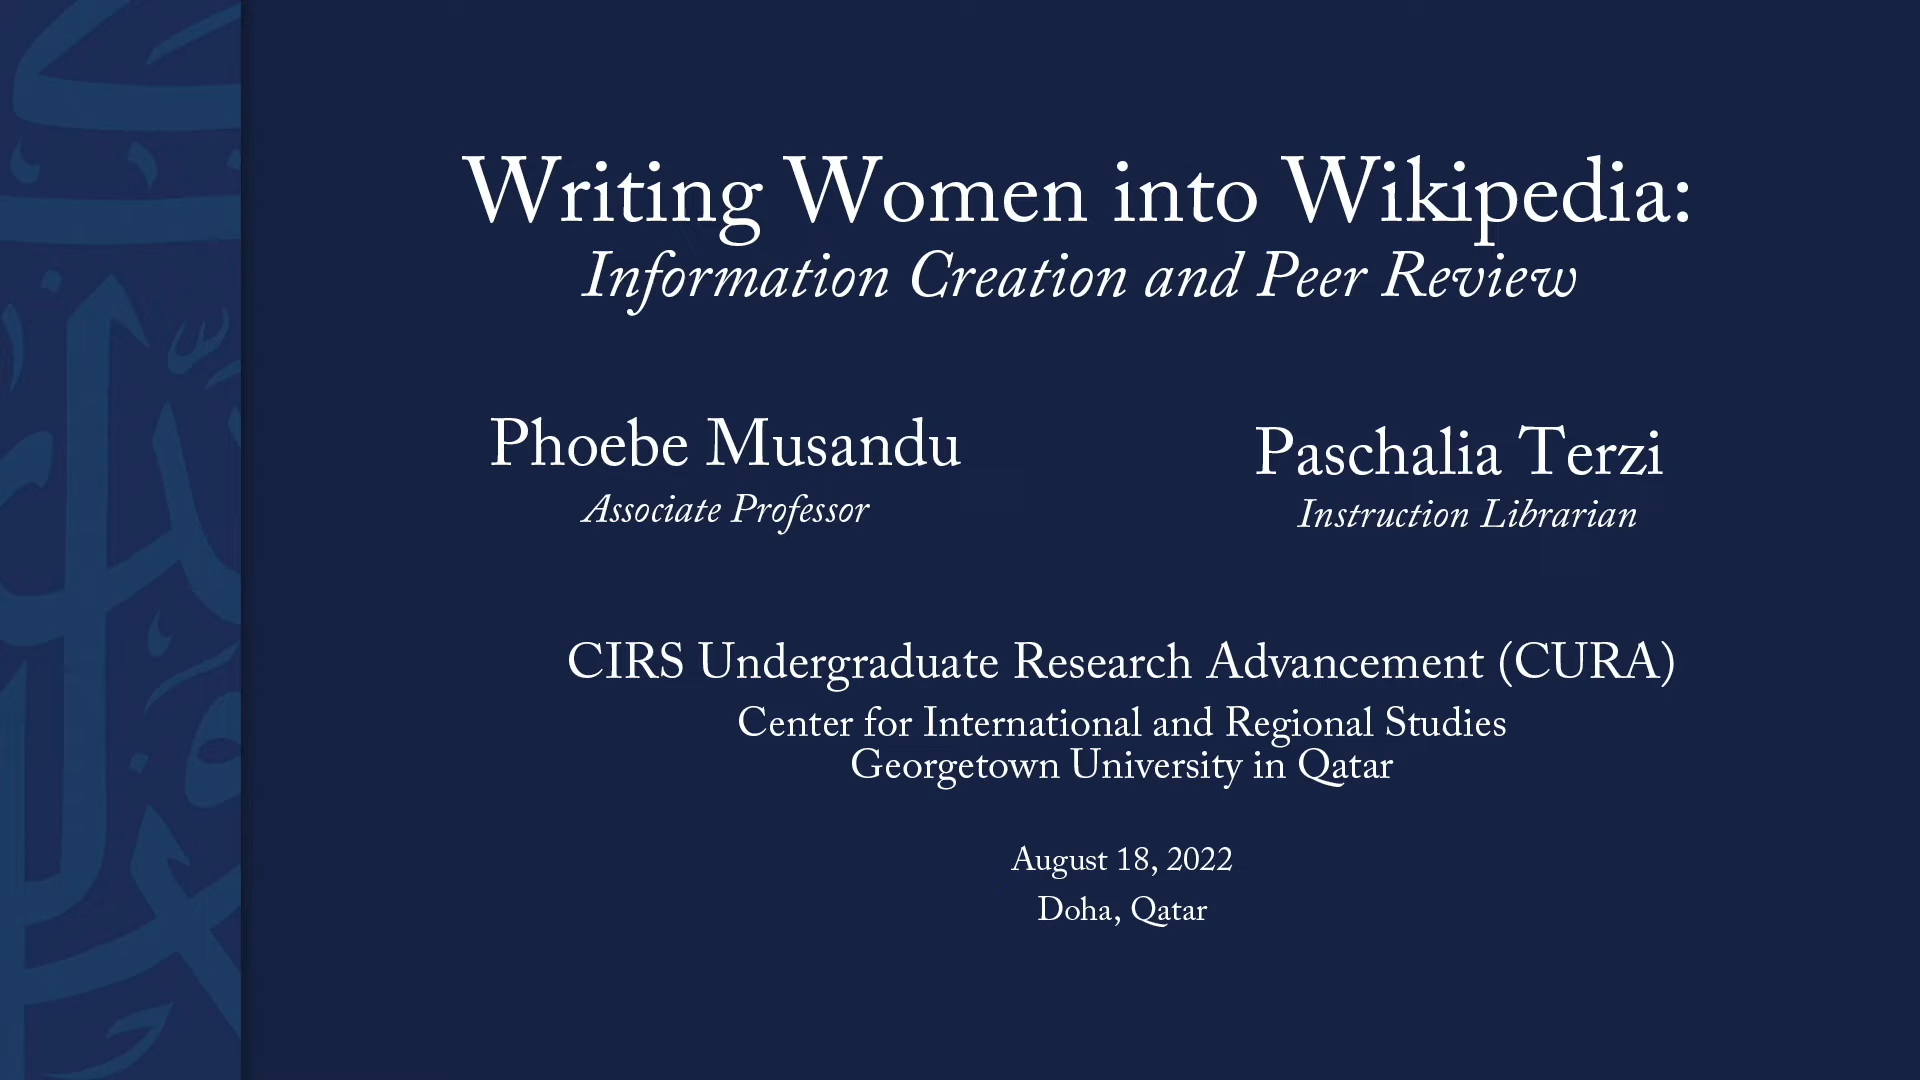 Writing Women into Wikipedia:
Information Creation and Peer Review
Phoebe Musandu
Associate Professor
Paschalia Terzi
Instruction Librarian
CIRS Undergraduate Research Advancement (CURA)
Center for International and Regional Studies
Georgetown University in Qatar
August 18, 2022
Doha, Qatar